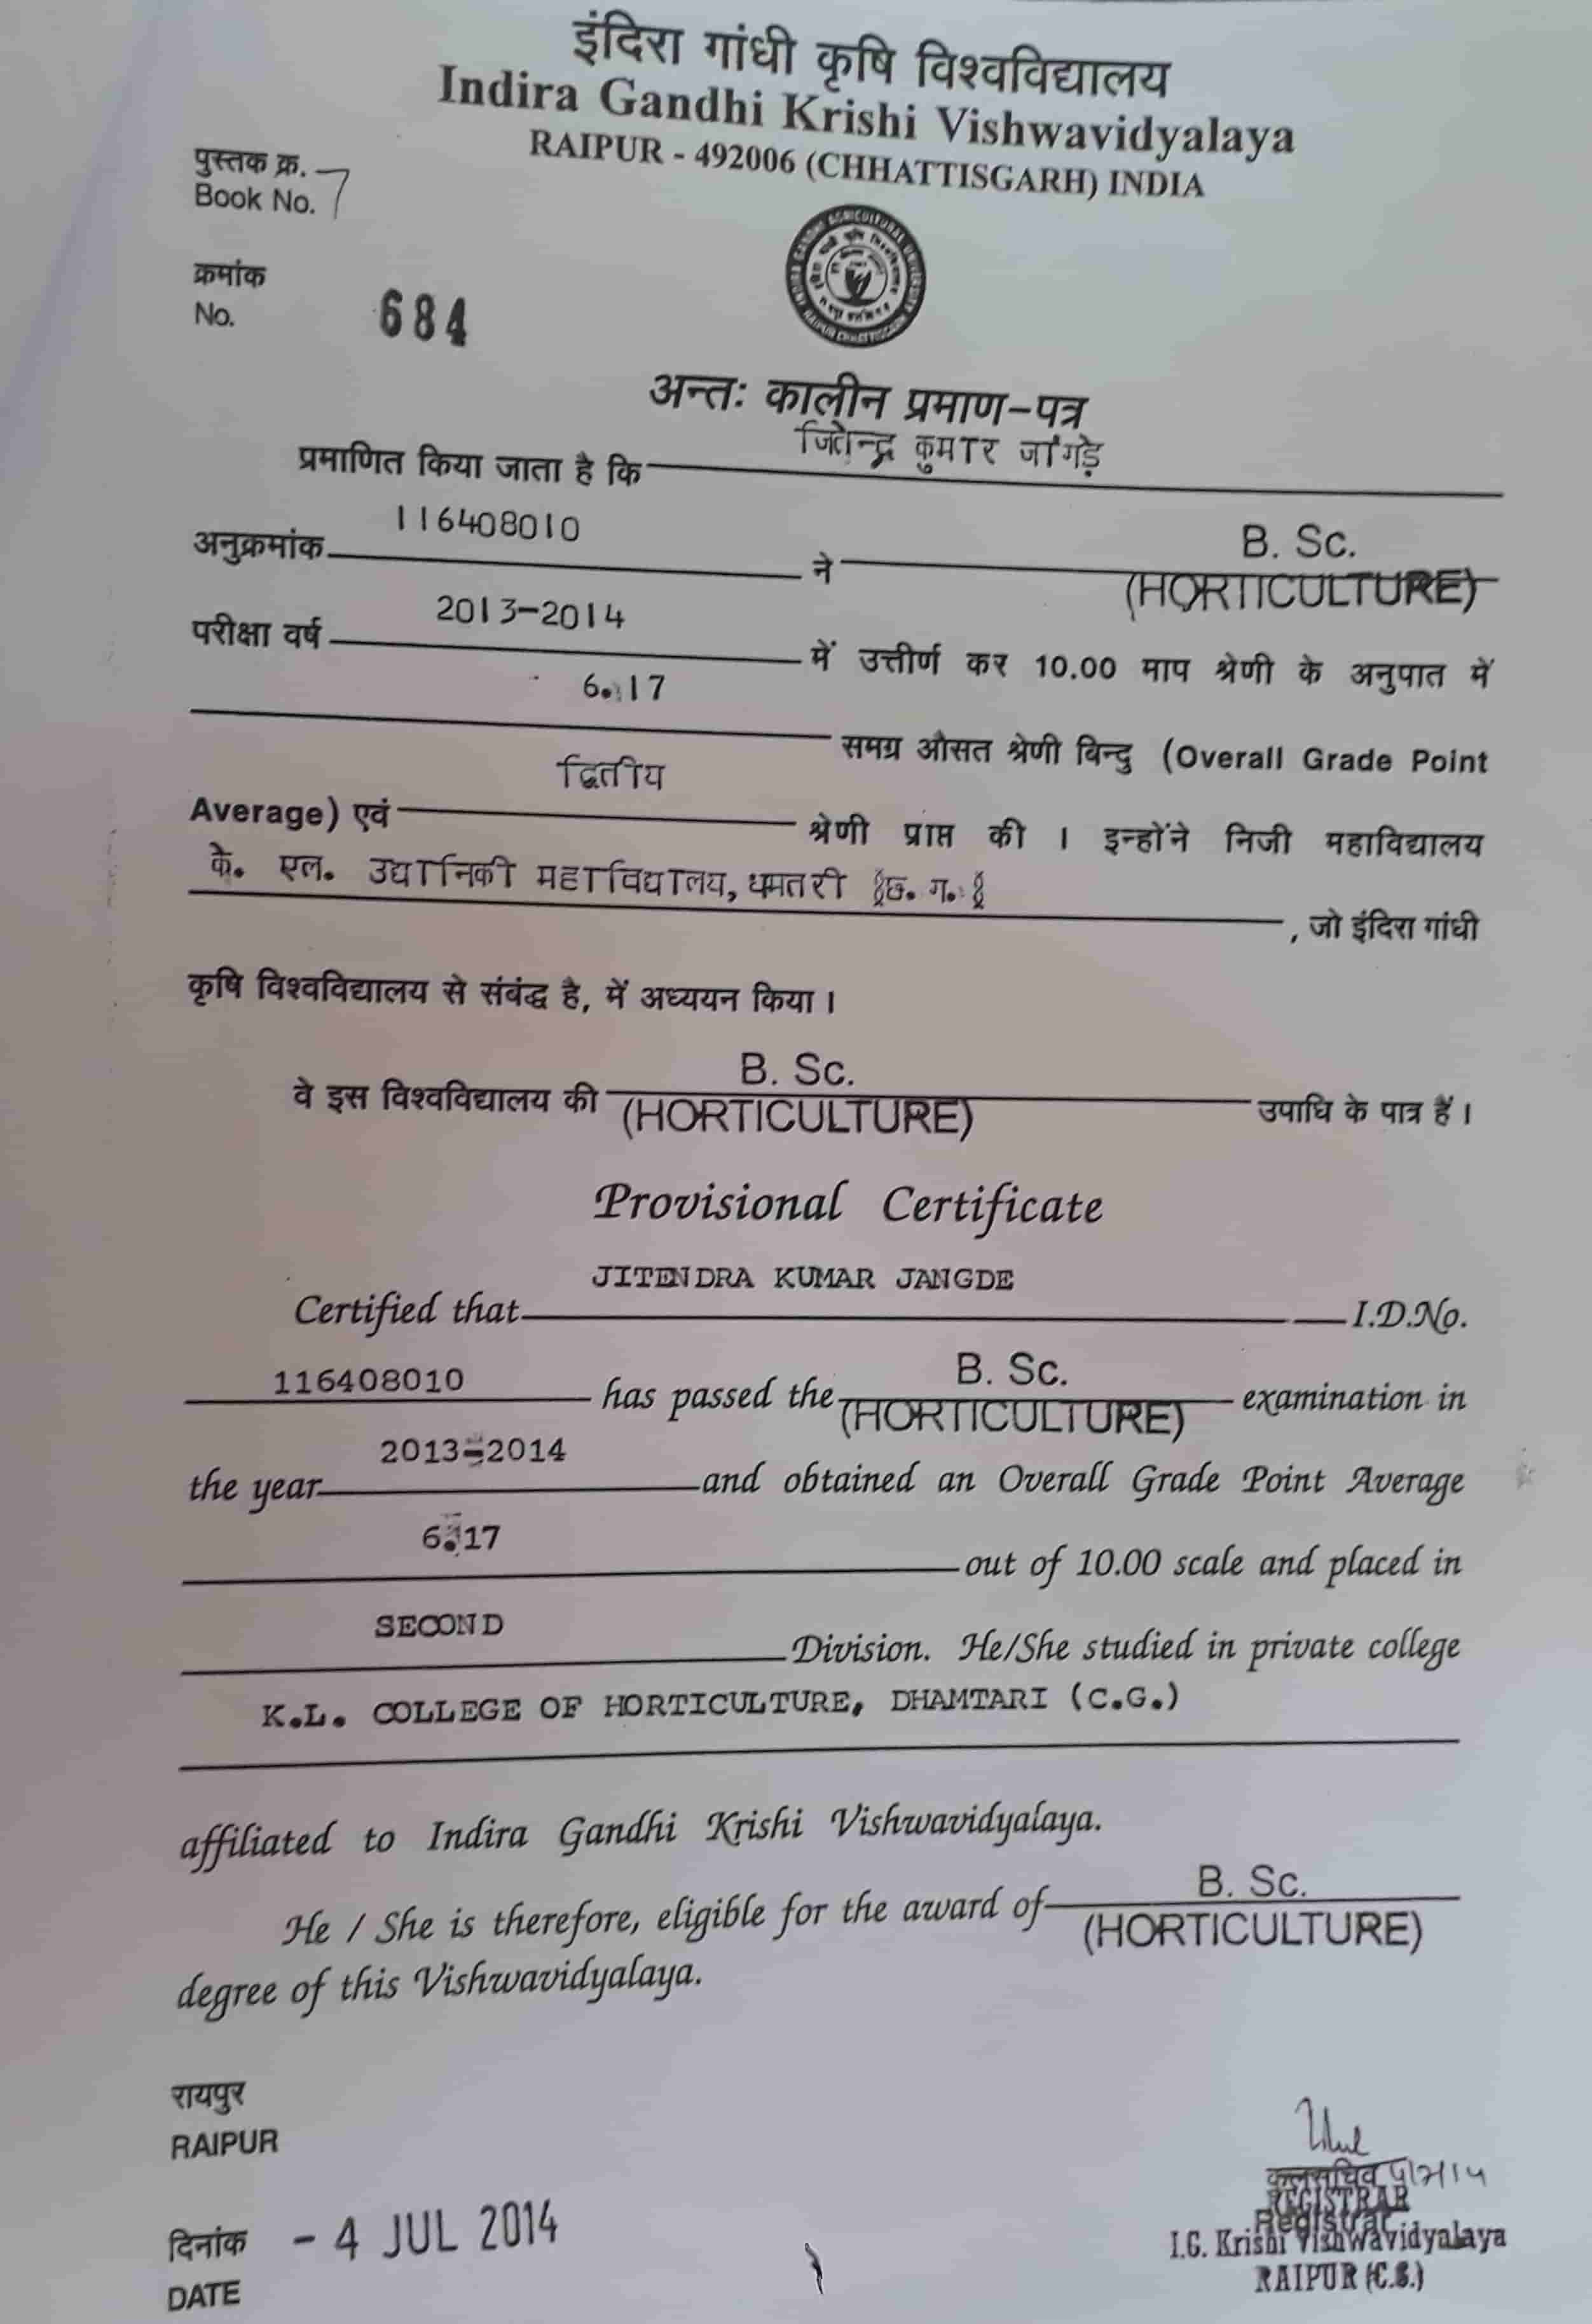 इंदिरा गांधी कृषि विश्वविद्यालय
Indira Gandhi Krishi Vishwavidyalaya
RAIPUR - 492006 (CHHATTISGARH) INDIA
पुस्तक क्र.
Book No. 7
क्रमांक
No. 684
अन्तः कालीन प्रमाण-पत्र
जितेन्द्र कुमार जांगड़े
प्रमाणित किया जाता है कि
116408010 B. Sc.
अनुक्रमांक ने (HORTICULTURE)
2013-2014
परीक्षा वर्ष में उत्तीर्ण कर 10.00 माप श्रेणी के अनुपात में
6.17
समग्र औसत श्रेणी बिन्दु (Overall Grade Point
द्वितीय
Average) एवं श्रेणी प्राप्त की । इन्होंने निजी महाविद्यालय
के. एल. उद्यानिकी महाविद्यालय, धमतरी छ. ग.
, जो इंदिरा गांधी
कृषि विश्वविद्यालय से संबंद्ध है, में अध्ययन किया ।
B. Sc.
वे इस विश्वविद्यालय की (HORTICULTURE) उपाधि के पात्र हैं ।
Provisional Certificate
JITENDRA KUMAR JANGDE
Certified that I.D.No.
116408010 has passed the B. Sc. (HORTICULTURE) examination in
2013-2014
the year and obtained an Overall Grade Point Average
6.17
out of 10.00 scale and placed in
SECOND
Division. He/She studied in private college
K.L. COLLEGE OF HORTICULTURE, DHAMTARI (C.G.)
affiliated to Indira Gandhi Krishi Vishwavidyalaya.
B. Sc.
He / She is therefore, eligible for the award of (HORTICULTURE)
degree of this Vishwavidyalaya.
रायपुर
RAIPUR
कुलसचिव
REGISTRAR
Registrar
दिनांक - 4 JUL 2014
DATE
I.G. Krishi Vishwavidyalaya
RAIPUR (C.G.)